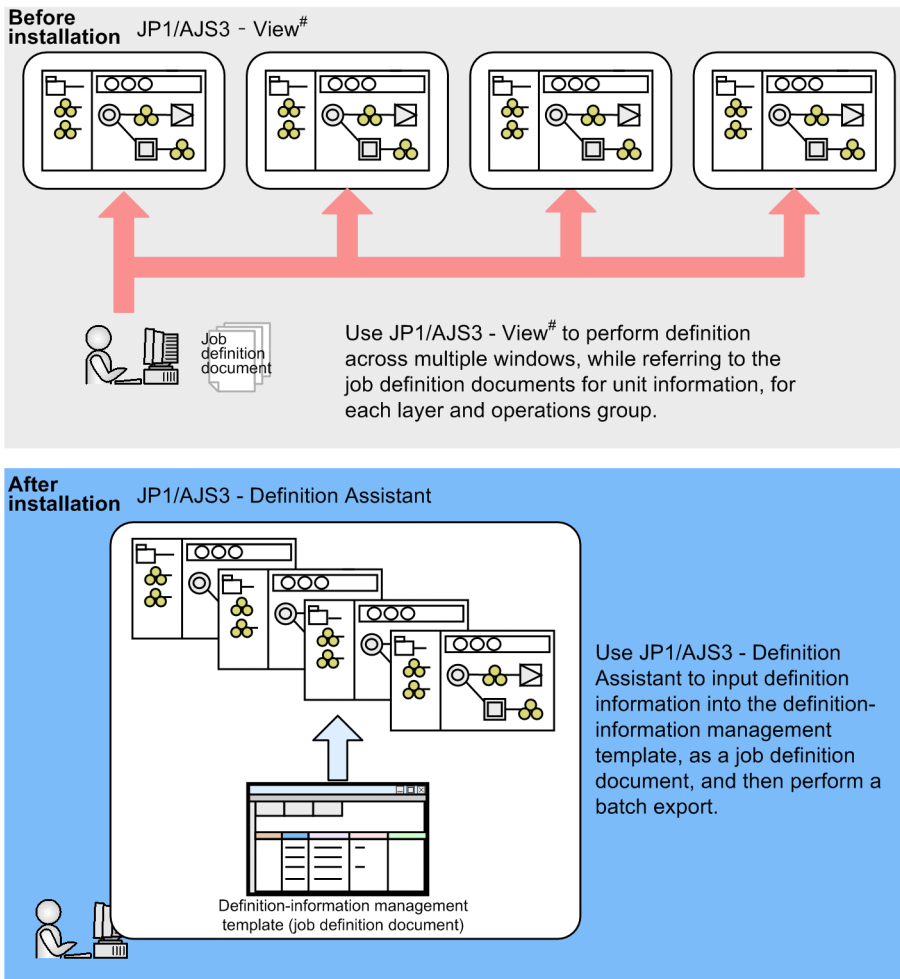 Before
installation JP1/AJS3 - View#
Job
definition
document
Use JP1/AJS3 - View# to perform definition
across multiple windows, while referring to the
job definition documents for unit information, for
each layer and operations group.
After
installation JP1/AJS3 - Definition Assistant
Use JP1/AJS3 - Definition
Assistant to input definition
information into the definition-
information management
template, as a job definition
document, and then perform a
batch export.
Definition-information management
template (job definition document)